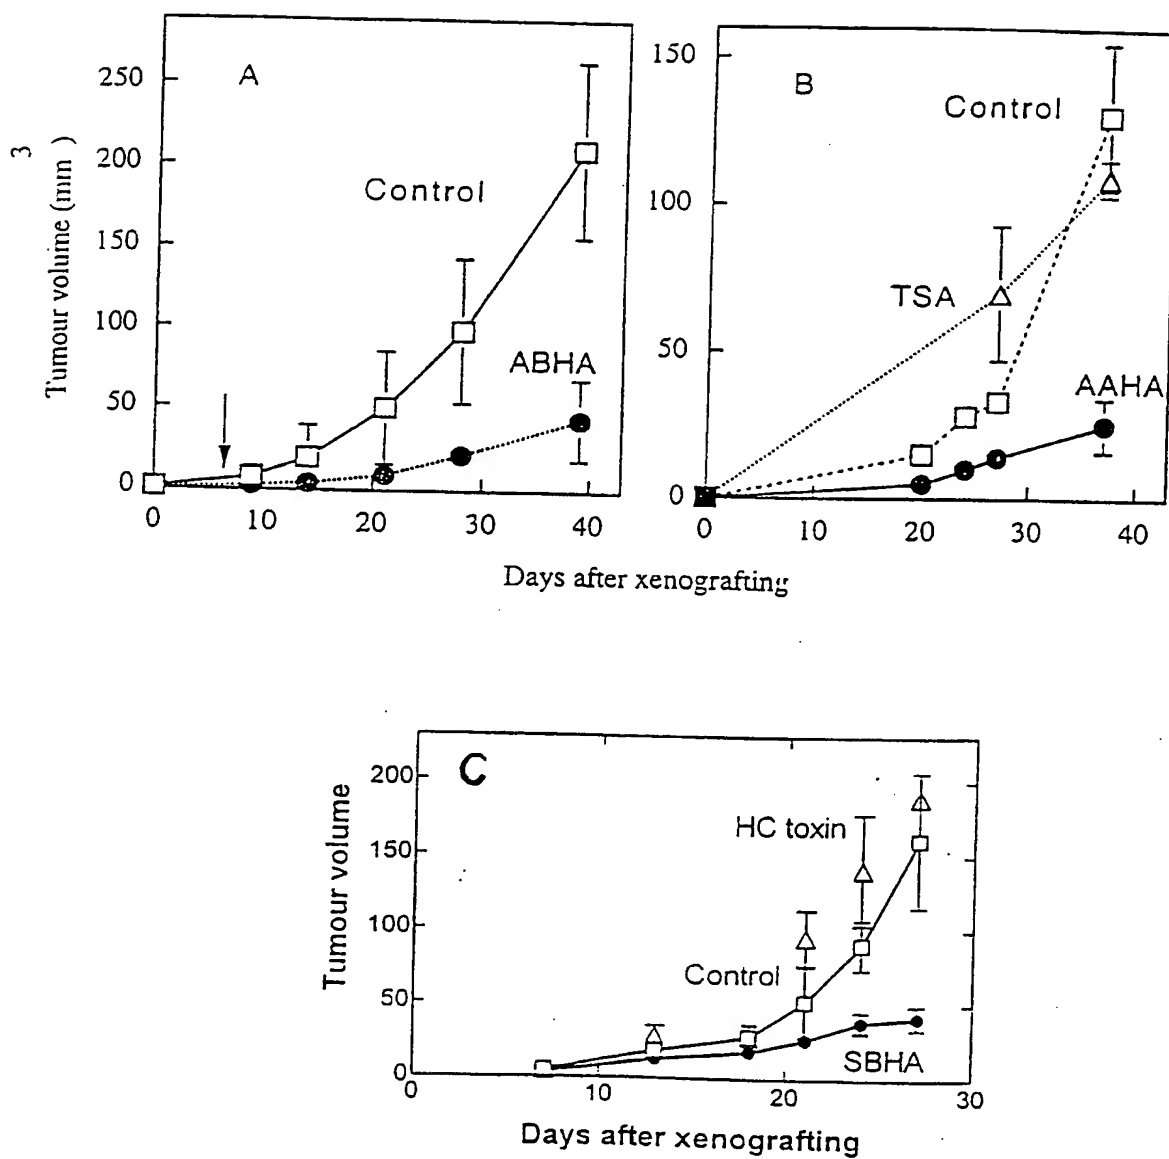 A
250
200
150
100
50
0
Tumour volume (mm3)
Control
ABHA
0 10 20 30 40
B
150
100
50
0
Control
TSA
AAHA
0 10 20 30 40
Days after xenografting
C
200
150
100
50
0
Tumour volume
HC toxin
Control
SBHA
0 10 20 30
Days after xenografting